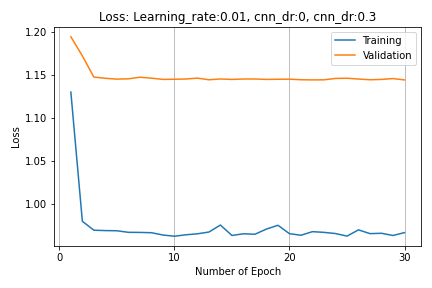 Loss: Learning_rate:0.01, cnn_dr:0, cnn_dr:0.3
Training
Validation
1.20
1.15
1.10
1.05
1.00
Loss
0
10
20
30
Number of Epoch